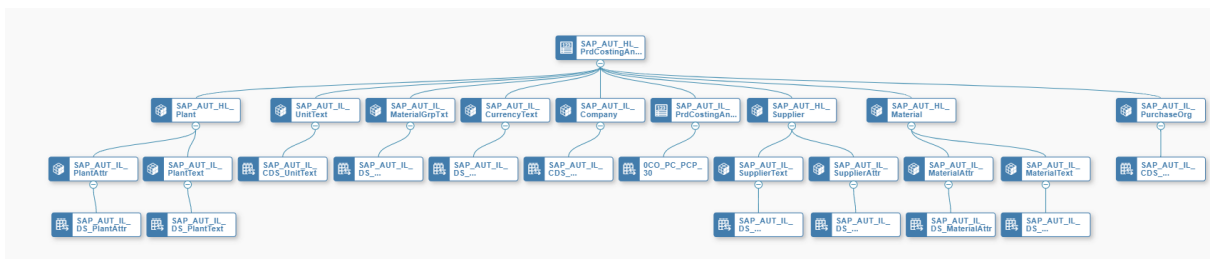 SAP_AUT_HL_
PrdCostingAn...
SAP_AUT_HL_
Plant
SAP_AUT_IL_
UnitText
SAP_AUT_IL_
MaterialGrpTxt
SAP_AUT_IL_
CurrencyText
SAP_AUT_IL_
Company
SAP_AUT_IL_
PrdCostingAn...
SAP_AUT_HL_
Supplier
SAP_AUT_HL_
Material
SAP_AUT_IL_
PurchaseOrg
SAP_AUT_IL_
PlantAttr
SAP_AUT_IL_
PlantText
SAP_AUT_IL_
CDS_UnitText
SAP_AUT_IL_
DS_...
SAP_AUT_IL_
DS_...
SAP_AUT_IL_
CDS_...
0CO_PC_PCP_
30
SAP_AUT_IL_
SupplierText
SAP_AUT_IL_
SupplierAttr
SAP_AUT_IL_
MaterialAttr
SAP_AUT_IL_
MaterialText
SAP_AUT_IL_
CDS_...
SAP_AUT_IL_
DS_PlantAttr
SAP_AUT_IL_
DS_PlantText
SAP_AUT_IL_
DS_...
SAP_AUT_IL_
DS_...
SAP_AUT_IL_
DS_MaterialAttr
SAP_AUT_IL_
DS_...